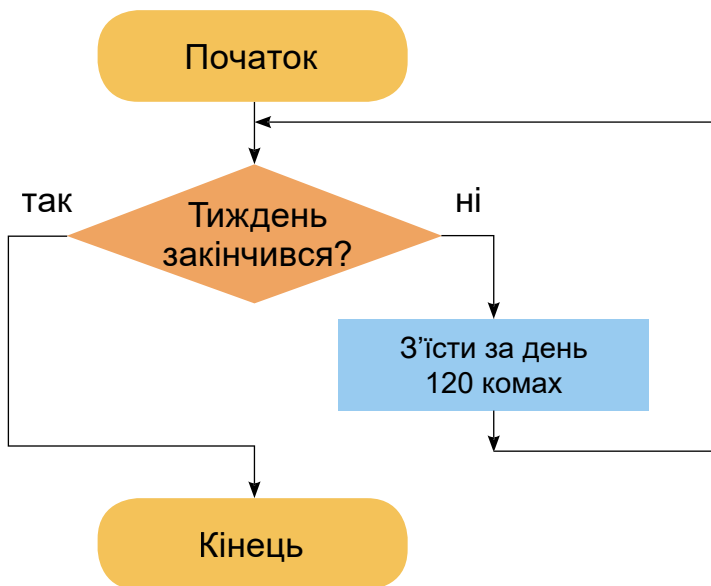 Початок
так
ні
Тиждень
закінчився?
З’їсти за день
120 комах
Кінець